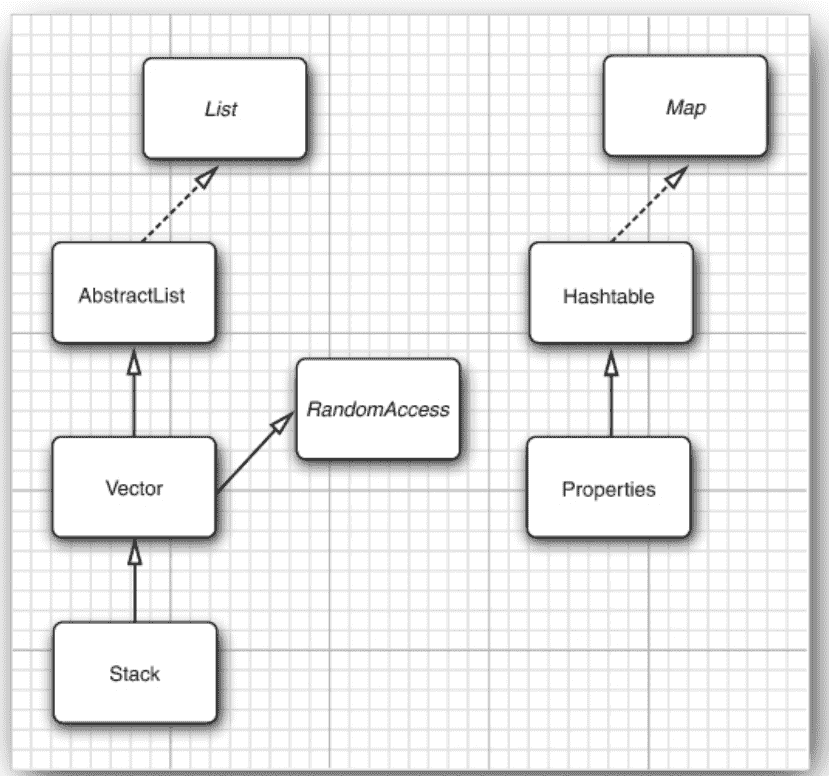 List
Map
AbstractList
Hashtable
RandomAccess
Vector
Properties
Stack